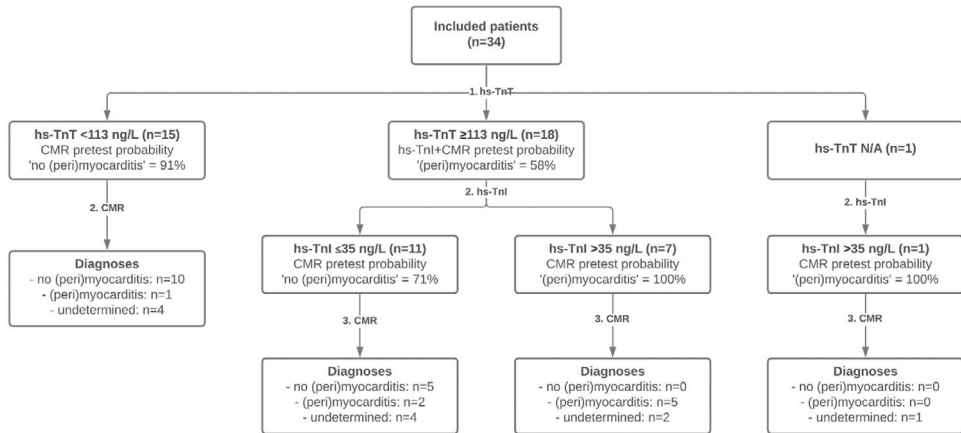 Included patients
(n=34)
1. hs-TnT
hs-TnT <113 ng/L (n=15)
CMR pretest probability
'no (peri)myocarditis' = 91%
hs-TnT ≥113 ng/L (n=18)
hs-TnI+CMR pretest probability
'(peri)myocarditis' = 58%
hs-TnT N/A (n=1)
2. CMR
2. hs-TnI
2. hs-TnI
Diagnoses
- no (peri)myocarditis: n=10
- (peri)myocarditis: n=1
- undetermined: n=4
hs-TnI ≤35 ng/L (n=11)
CMR pretest probability
'no (peri)myocarditis' = 71%
hs-TnI >35 ng/L (n=7)
CMR pretest probability
'(peri)myocarditis' = 100%
hs-TnI >35 ng/L (n=1)
CMR pretest probability
'(peri)myocarditis' = 100%
3. CMR
3. CMR
3. CMR
Diagnoses
- no (peri)myocarditis: n=5
- (peri)myocarditis: n=2
- undetermined: n=4
Diagnoses
- no (peri)myocarditis: n=0
- (peri)myocarditis: n=5
- undetermined: n=2
Diagnoses
- no (peri)myocarditis: n=0
- (peri)myocarditis: n=0
- undetermined: n=1